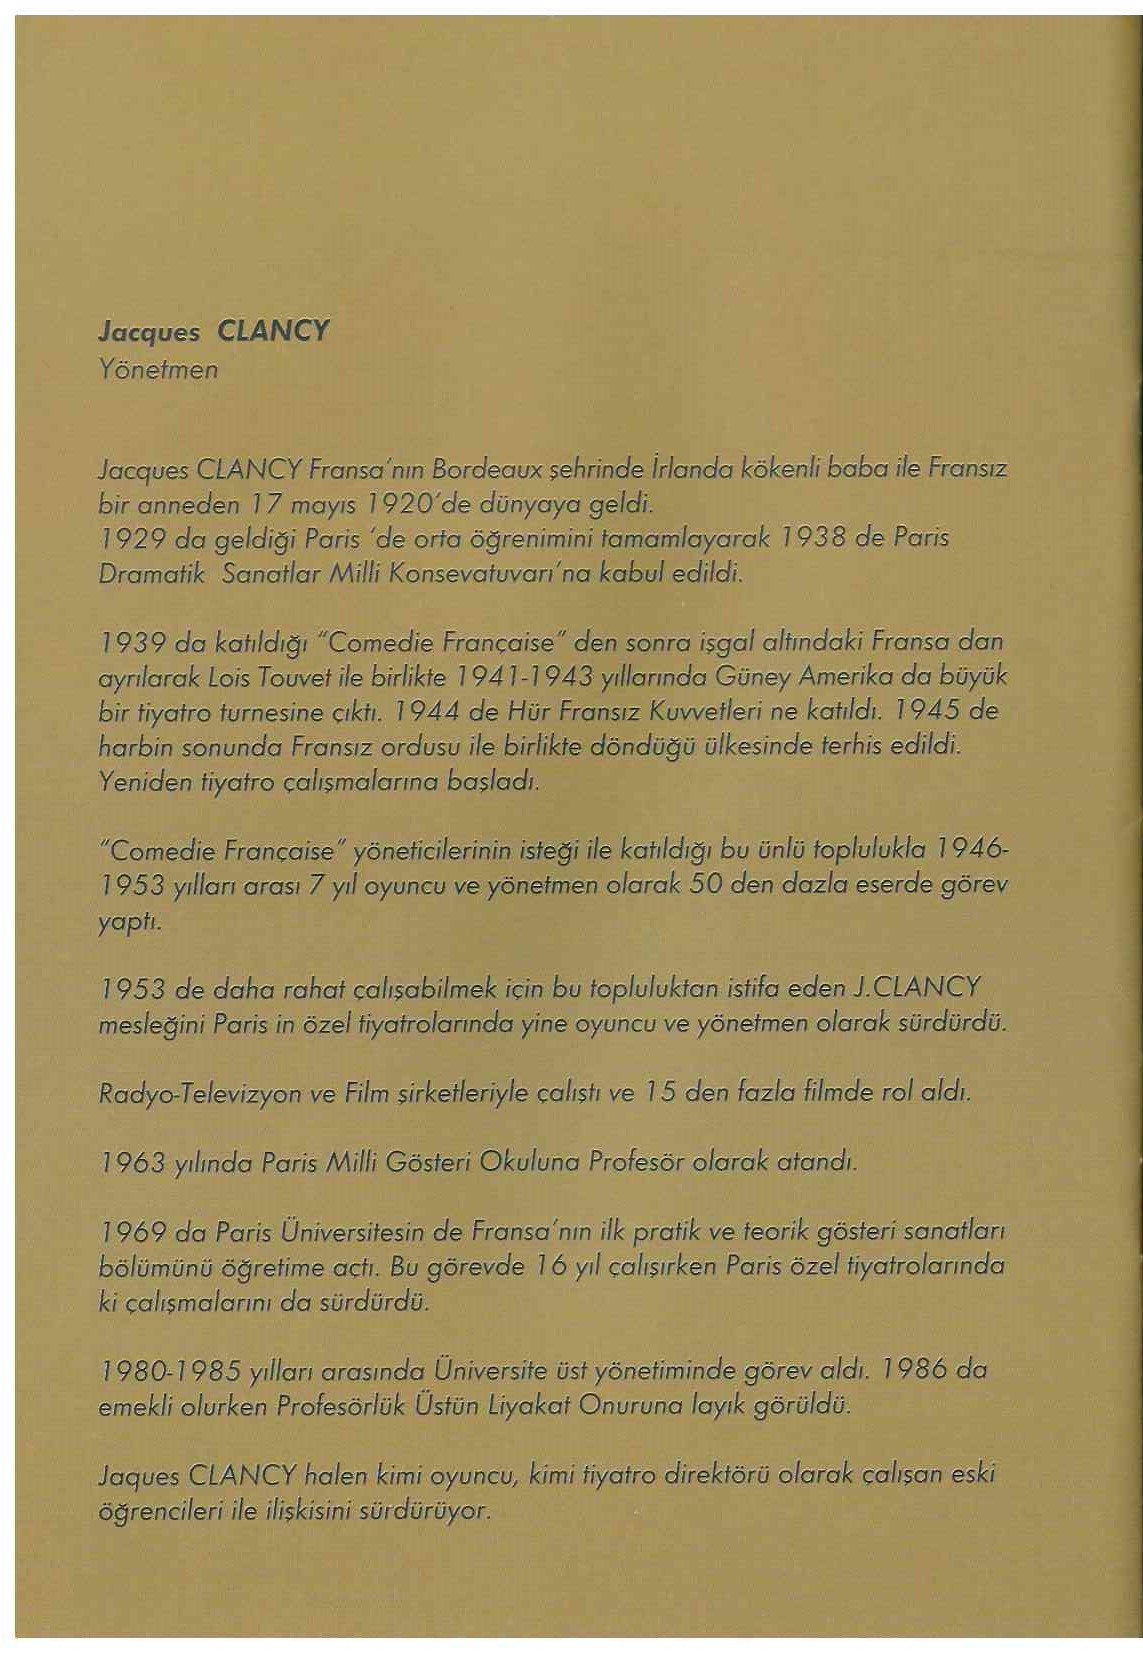 Jacques CLANCY
Yönetmen
Jacques CLANCY Fransa'nın Bordeaux şehrinde İrlanda kökenli baba ile Fransız
bir anneden 17 mayıs 1920'de dünyaya geldi.
1929 da geldiği Paris 'de orta öğrenimini tamamlayarak 1938 de Paris
Dramatik Sanatlar Milli Konsevatuvarı'na kabul edildi.
1939 da katıldığı "Comedie Française" den sonra işgal altındaki Fransa dan
ayrılarak Lois Touvet ile birlikte 1941-1943 yıllarında Güney Amerika da büyük
bir tiyatro turnesine çıktı. 1944 de Hür Fransız Kuvvetleri ne katıldı. 1945 de
harbin sonunda Fransız ordusu ile birlikte döndüğü ülkesinde terhis edildi.
Yeniden tiyatro çalışmalarına başladı.
"Comedie Française" yöneticilerinin isteği ile katıldığı bu ünlü toplulukla 1946-
1953 yılları arası 7 yıl oyuncu ve yönetmen olarak 50 den dazla eserde görev
yaptı.
1953 de daha rahat çalışabilmek için bu topluluktan istifa eden J.CLANCY
mesleğini Paris in özel tiyatrolarında yine oyuncu ve yönetmen olarak sürdürdü.
Radyo-Televizyon ve Film şirketleriyle çalıştı ve 15 den fazla filmde rol aldı.
1963 yılında Paris Milli Gösteri Okuluna Profesör olarak atandı.
1969 da Paris Üniversitesin de Fransa'nın ilk pratik ve teorik gösteri sanatları
bölümünü öğretime açtı. Bu görevde 16 yıl çalışırken Paris özel tiyatrolarında
ki çalışmalarını da sürdürdü.
1980-1985 yılları arasında Üniversite üst yönetiminde görev aldı. 1986 da
emekli olurken Profesörlük Üstün Liyakat Onuruna layık görüldü.
Jaques CLANCY halen kimi oyuncu, kimi tiyatro direktörü olarak çalışan eski
öğrencileri ile ilişkisini sürdürüyor.